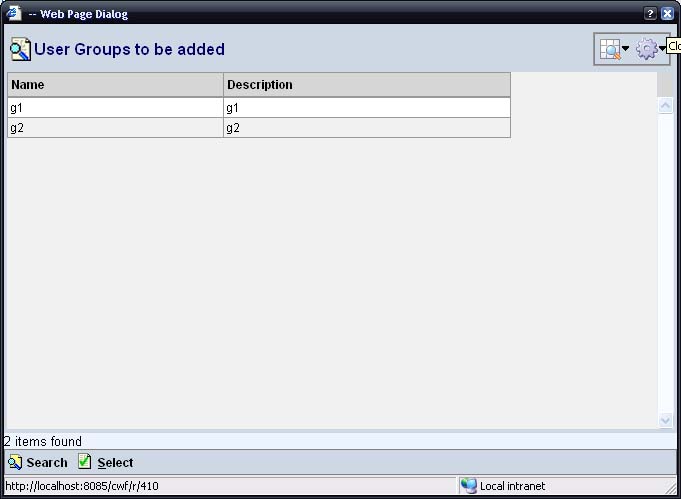 -- Web Page Dialog
User Groups to be added
Name Description
g1 g1
g2 g2
2 items found
Search Select
http://localhost:8085/cwf/r/410 Local intranet